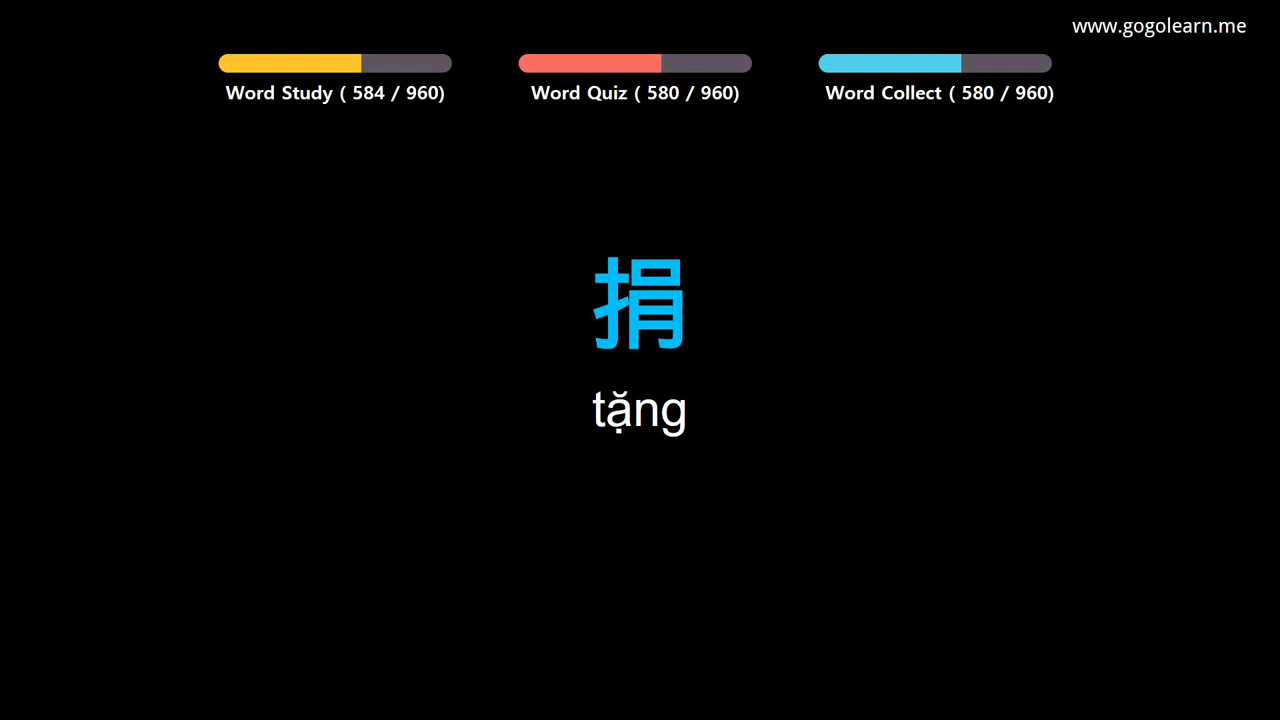 www.gogolearn.me
Word Study ( 584 / 960)
Word Quiz ( 580 / 960)
Word Collect ( 580 / 960)
捐
tặng